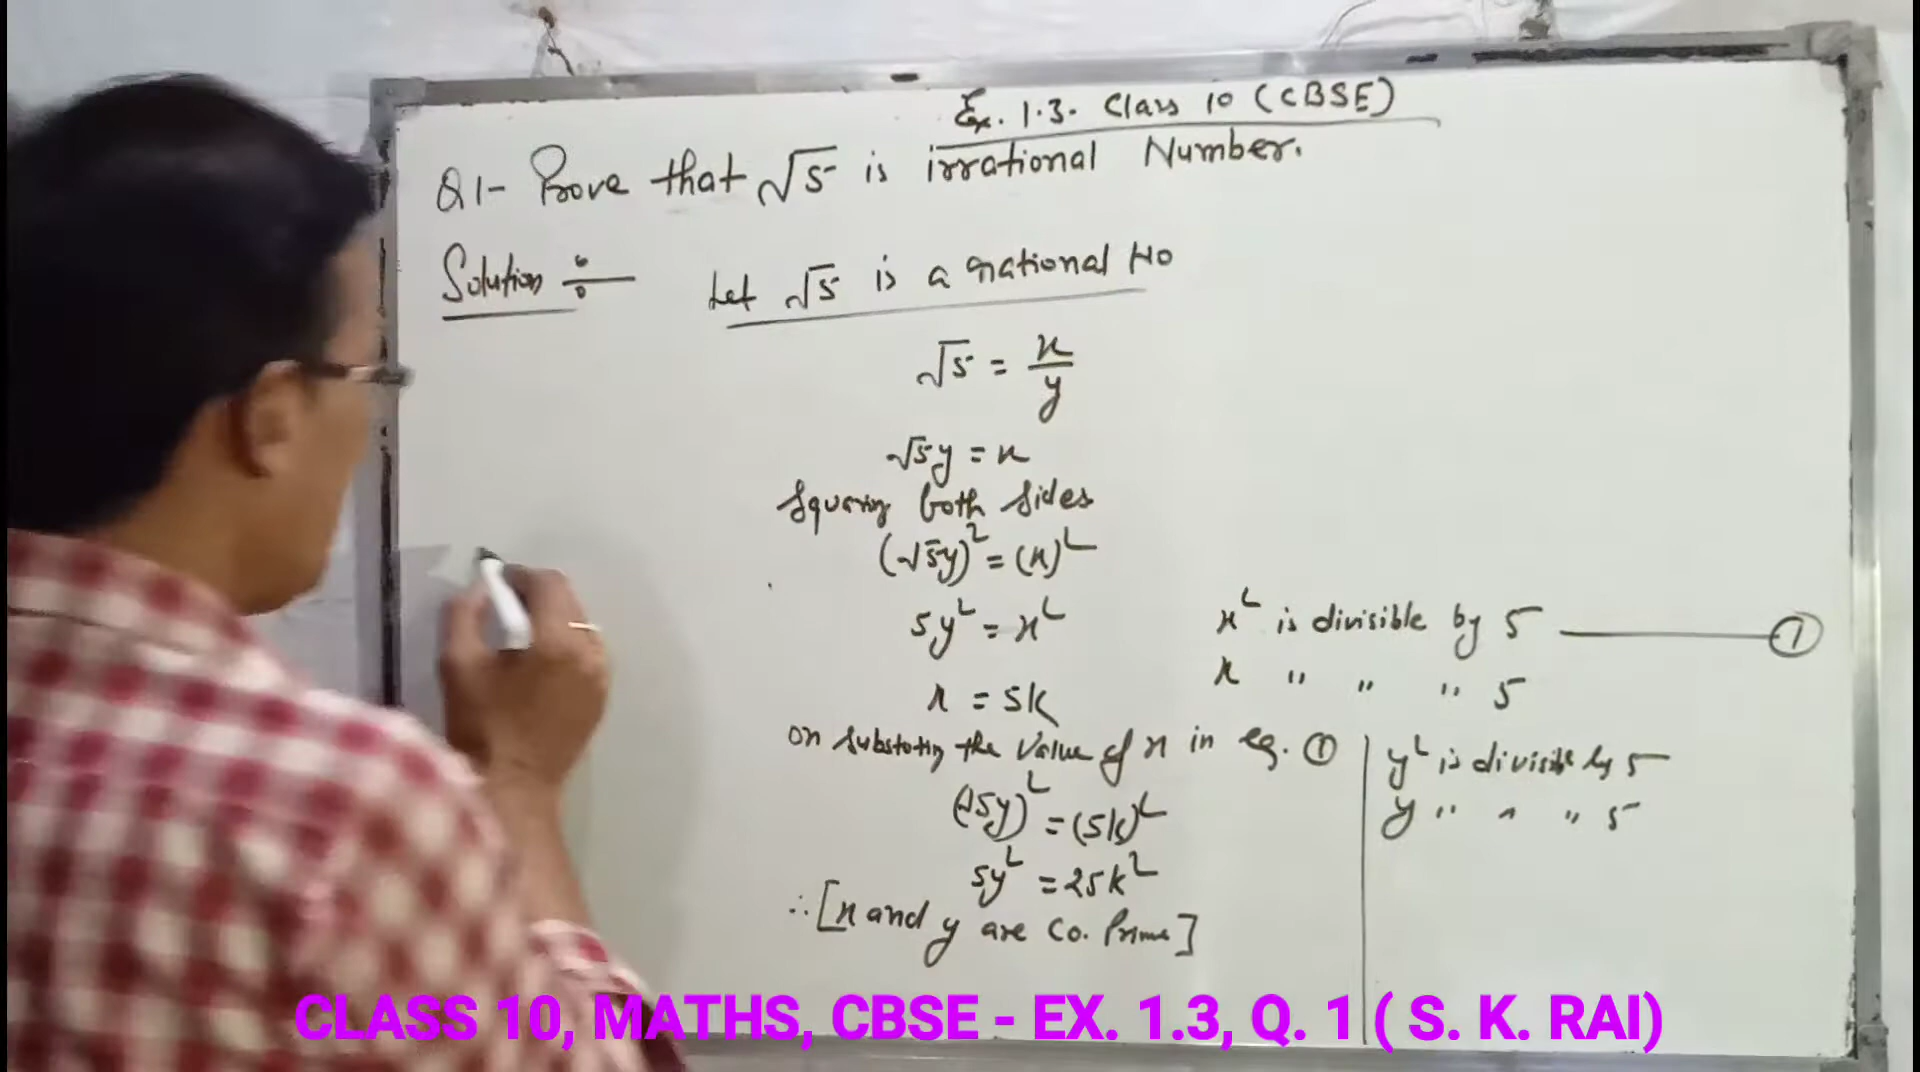 Ex. 1.3. Class 10 (CBSE)
Q1- Prove that √5 is irrational Number.
Solution Let √5 is a rational No
√5 = x/y
√5y = x
Squaring both sides
(√5y)² = (x)²
5y² = x²
x² is divisible by 5 ①
x = 5k
x " " " 5
on the value of x in eq. ①
y² is divisible by 5
y " " " 5
(√5y)² = (5k)²
5y² = 25k²
∴ [x and y are Co. Prime]
CLASS 10, MATHS, CBSE - EX. 1.3, Q. 1 ( S. K. RAI)